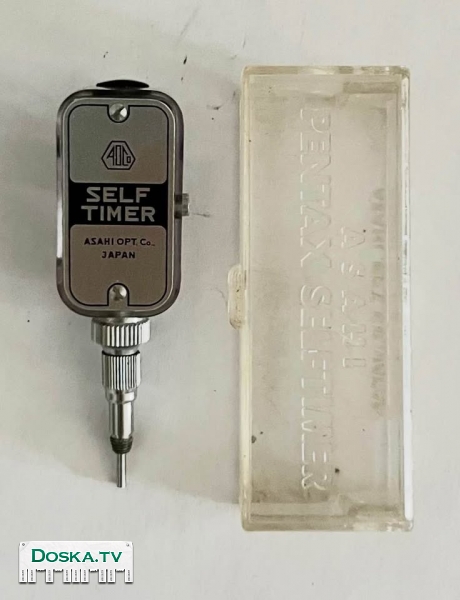 AOCo
SELF
TIMER
ASAHI OPT. Co.,
JAPAN
PENTAX SELFTIMER
ASAHI
DOSKA.TV